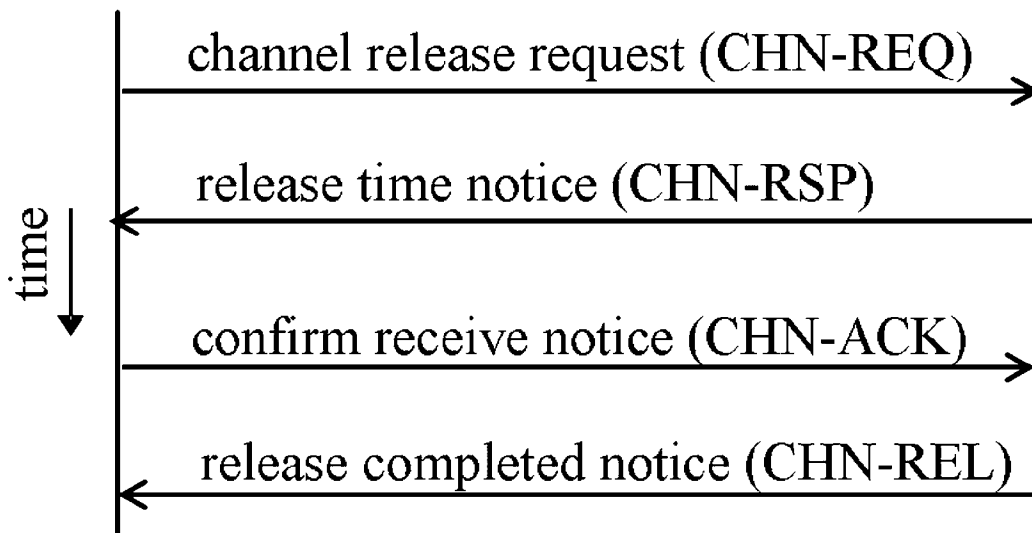 channel release request (CHN-REQ)
release time notice (CHN-RSP)
time
confirm receive notice (CHN-ACK)
release completed notice (CHN-REL)